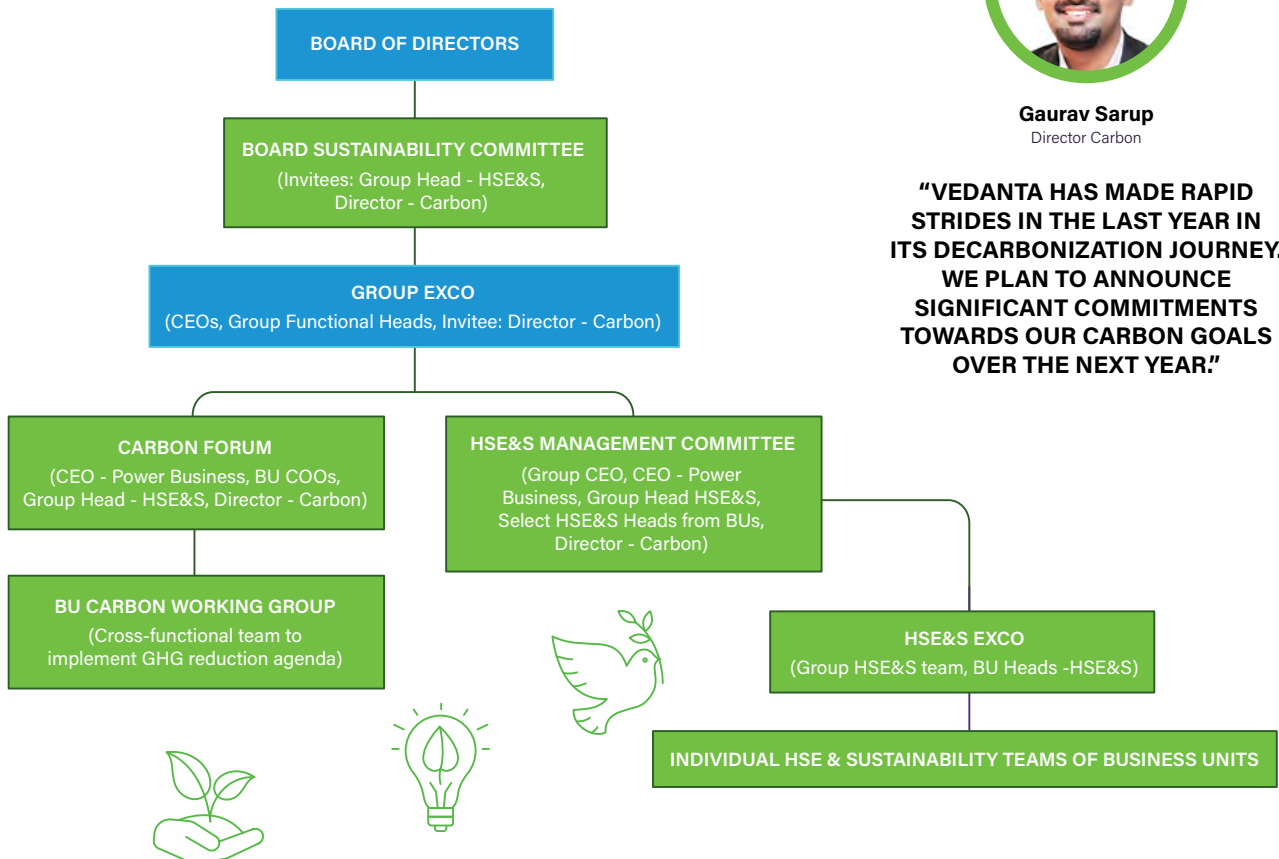 BOARD OF DIRECTORS
BOARD SUSTAINABILITY COMMITTEE
(Invitees: Group Head - HSE&S,
Director - Carbon)
GROUP EXCO
(CEOs, Group Functional Heads, Invitee: Director - Carbon)
CARBON FORUM
(CEO - Power Business, BU COOs,
Group Head - HSE&S, Director - Carbon)
HSE&S MANAGEMENT COMMITTEE
(Group CEO, CEO - Power
Business, Group Head HSE&S,
Select HSE&S Heads from BUs,
Director - Carbon)
BU CARBON WORKING GROUP
(Cross-functional team to
implement GHG reduction agenda)
HSE&S EXCO
(Group HSE&S team, BU Heads -HSE&S)
INDIVIDUAL HSE & SUSTAINABILITY TEAMS OF BUSINESS UNITS
Gaurav Sarup
Director Carbon
“VEDANTA HAS MADE RAPID
STRIDES IN THE LAST YEAR IN
ITS DECARBONIZATION JOURNEY.
WE PLAN TO ANNOUNCE
SIGNIFICANT COMMITMENTS
TOWARDS OUR CARBON GOALS
OVER THE NEXT YEAR.”